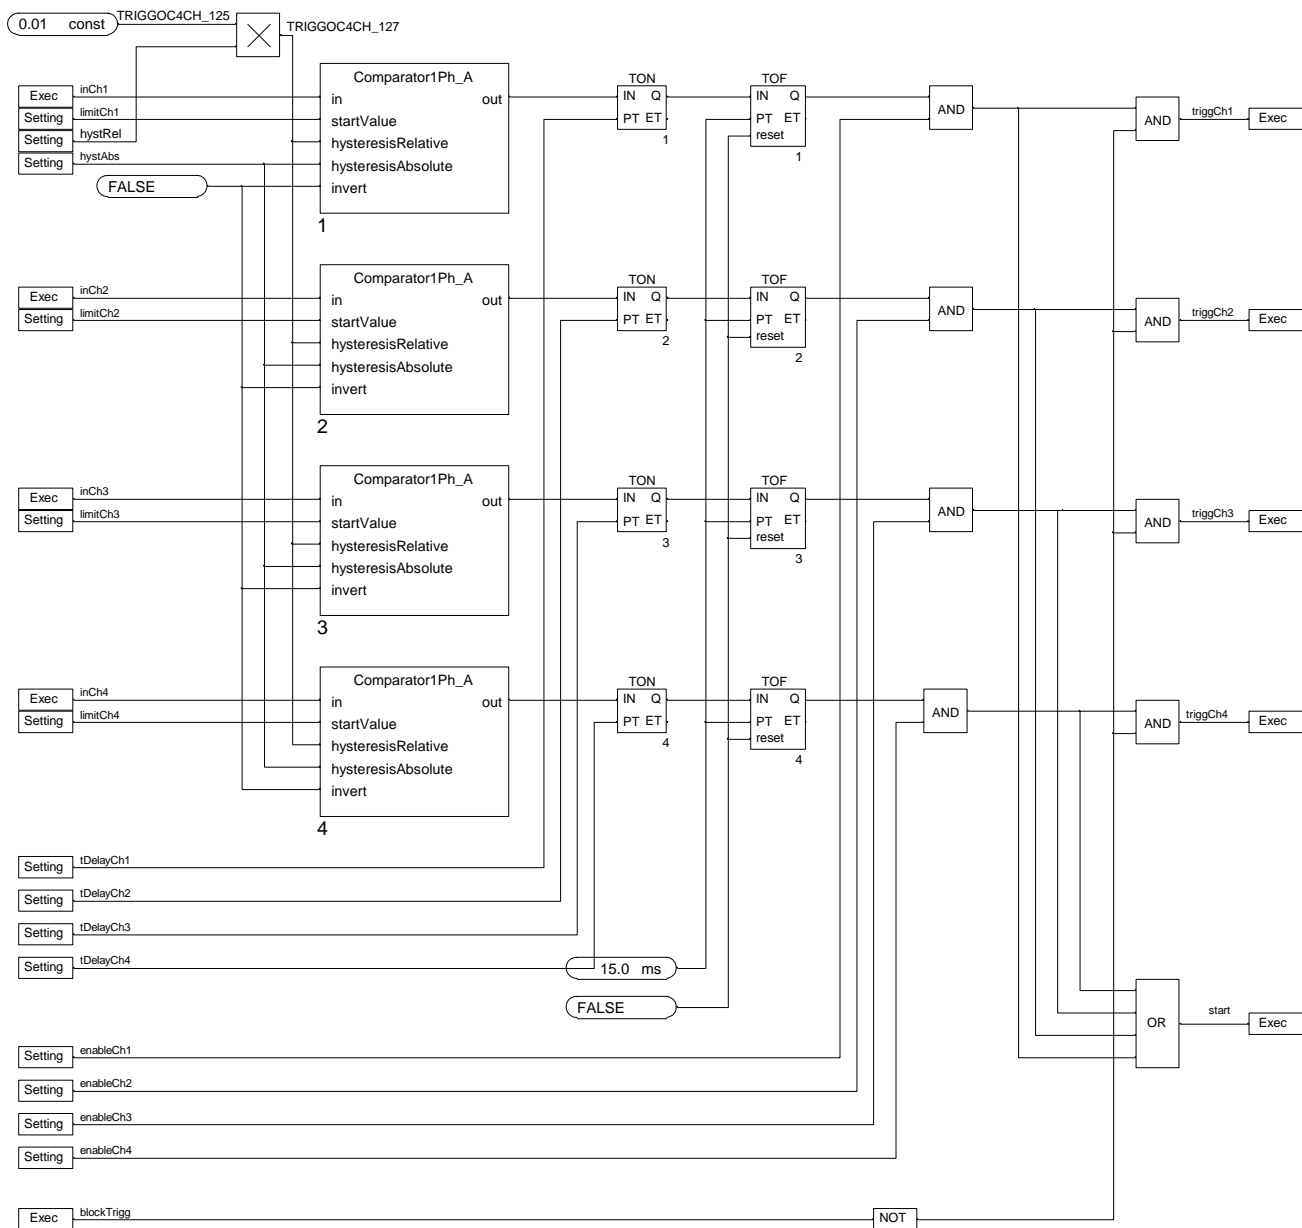 0.01 const
TRIGGOC4CH_125
TRIGGOC4CH_127
Exec
inCh1
Setting
limitCh1
Setting
hystRel
Setting
hystAbs
FALSE
Comparator1Ph_A
in
out
startValue
hysteresisRelative
hysteresisAbsolute
invert
1
TON
IN Q
PT ET
1
TOF
IN Q
PT ET
reset
1
AND
AND
triggCh1
Exec
Exec
inCh2
Setting
limitCh2
Comparator1Ph_A
in
out
startValue
hysteresisRelative
hysteresisAbsolute
invert
2
TON
IN Q
PT ET
2
TOF
IN Q
PT ET
reset
2
AND
AND
triggCh2
Exec
Exec
inCh3
Setting
limitCh3
Comparator1Ph_A
in
out
startValue
hysteresisRelative
hysteresisAbsolute
invert
3
TON
IN Q
PT ET
3
TOF
IN Q
PT ET
reset
3
AND
AND
triggCh3
Exec
Exec
inCh4
Setting
limitCh4
Comparator1Ph_A
in
out
startValue
hysteresisRelative
hysteresisAbsolute
invert
4
TON
IN Q
PT ET
4
TOF
IN Q
PT ET
reset
4
AND
AND
triggCh4
Exec
Setting
tDelayCh1
Setting
tDelayCh2
Setting
tDelayCh3
Setting
tDelayCh4
15.0 ms
FALSE
OR
start
Exec
Setting
enableCh1
Setting
enableCh2
Setting
enableCh3
Setting
enableCh4
Exec
blockTrigg
NOT